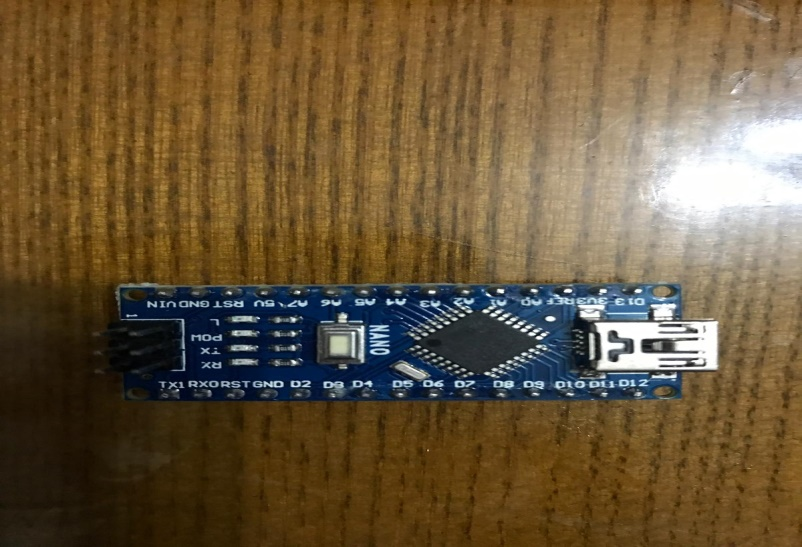 VIN GND RST 5V A7 A6 A5 A4 A3 A2 A1 A0 REF 3V3 D13
1
L
POW
TX
RX
NANO
TX1 RX0 RST GND D2 D3 D4 D5 D6 D7 D8 D9 D10 D11 D12